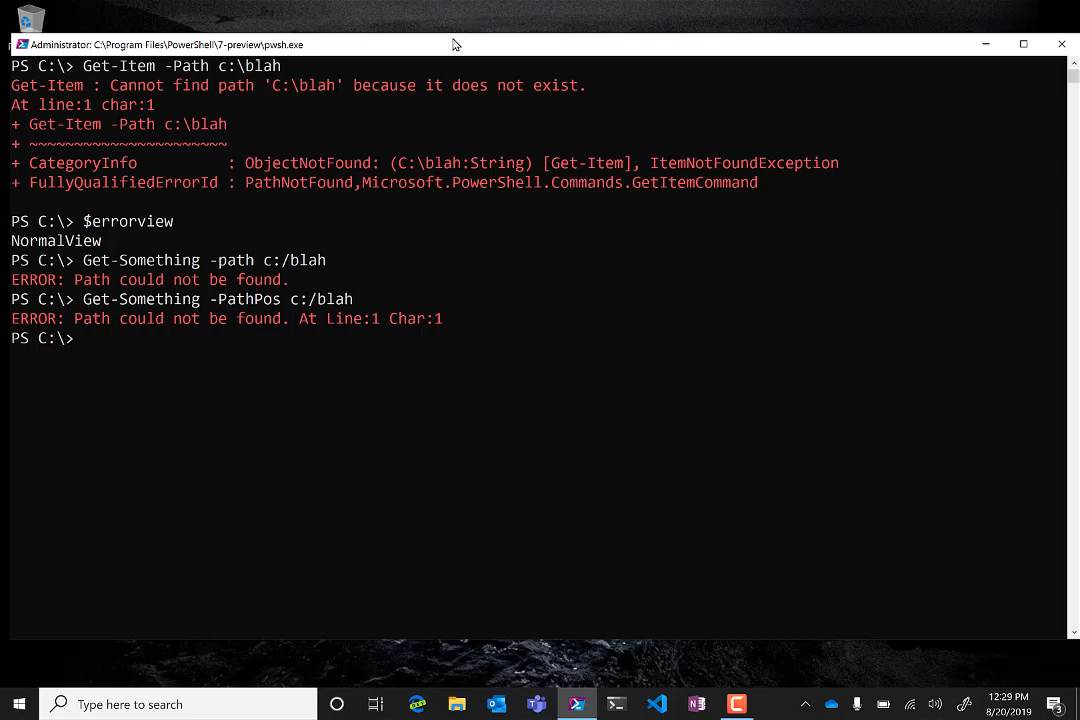 Administrator: C:\Program Files\PowerShell\7-preview\pwsh.exe
PS C:\> Get-Item -Path c:\blah
Get-Item : Cannot find path 'C:\blah' because it does not exist.
At line:1 char:1
+ Get-Item -Path c:\blah
+ ~~~~~~~~~~~~~~~~~~~~~~
+ CategoryInfo          : ObjectNotFound: (C:\blah:String) [Get-Item], ItemNotFoundException
+ FullyQualifiedErrorId : PathNotFound,Microsoft.PowerShell.Commands.GetItemCommand
PS C:\> $errorview
NormalView
PS C:\> Get-Something -path c:/blah
ERROR: Path could not be found.
PS C:\> Get-Something -PathPos c:/blah
ERROR: Path could not be found. At Line:1 Char:1
PS C:\>
Type here to search
12:29 PM
8/20/2019
3